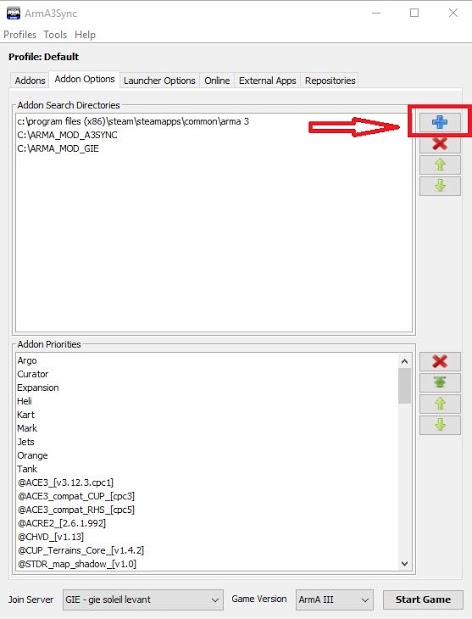 ArmA3Sync
Profiles Tools Help
Profile: Default
Addons Addon Options Launcher Options Online External Apps Repositories
Addon Search Directories
c:\program files (x86)\steam\steamapps\common\arma 3
C:\ARMA_MOD_A3SYNC
C:\ARMA_MOD_GIE
Addon Priorities
Argo
Curator
Expansion
Heli
Kart
Mark
Jets
Orange
Tank
@ACE3_[v3.12.3.cpc1]
@ACE3_compat_CUP_[cpc3]
@ACE3_compat_RHS_[cpc5]
@ACRE2_[2.6.1.992]
@CHVD_[v1.13]
@CUP_Terrains_Core_[v1.4.2]
@STDR_map_shadow_[v1.0]
Join Server GIE - gie soleil levant Game Version ArmA III Start Game